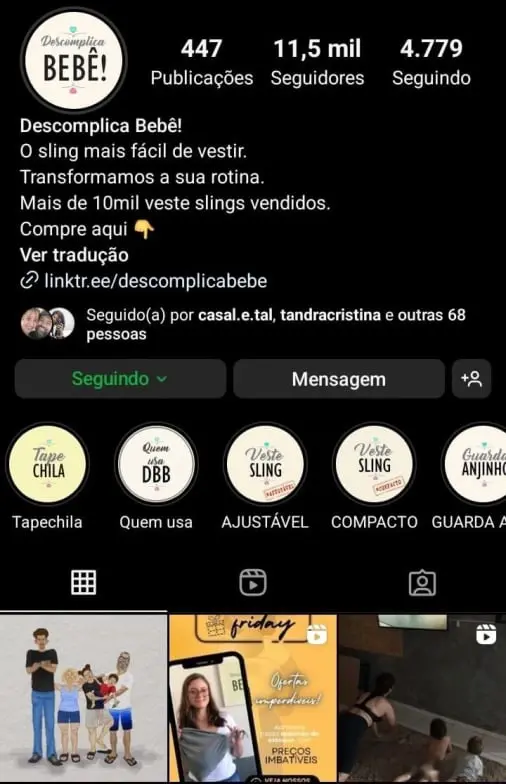 Descomplica
BEBÊ!
447
11,5 mil
4.779
Publicações
Seguidores
Seguindo
Descomplica Bebê!
O sling mais fácil de vestir.
Transformamos a sua rotina.
Mais de 10mil veste slings vendidos.
Compre aqui 👇
Ver tradução
linktr.ee/descomplicabebe
Seguido(a) por casal.e.tal, tandracristina e outras 68
pessoas
Seguindo
Mensagem
Tape
CHILA
Quem
usa
DBB
Veste
SLING
AJUSTÁVEL
Veste
SLING
COMPACTO
Guarda
ANJINHO
Tapechila
Quem usa
AJUSTÁVEL
COMPACTO
GUARDA A
friday
BE
Ofertas
imperdíveis!
PREÇOS
IMBATÍVEIS
VEJA NOSSOS